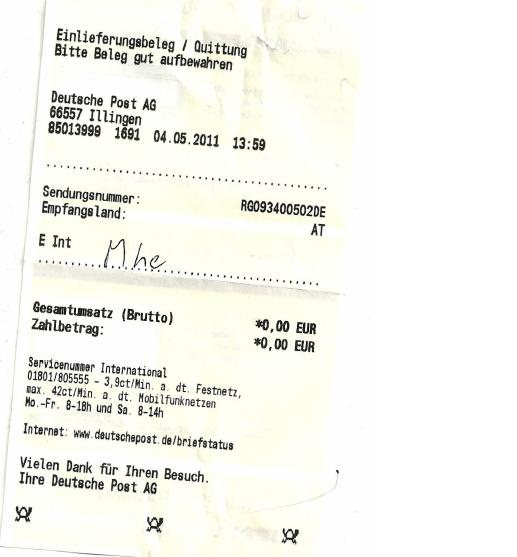 Einlieferungsbeleg / Quittung
Bitte Beleg gut aufbewahren
Deutsche Post AG
66557 Illingen
85013999 1691 04.05.2011 13:59
Sendungsnummer: RG093400502DE
Empfangsland: AT
E Int
Gesamtumsatz (Brutto) *0,00 EUR
Zahlbetrag: *0,00 EUR
Servicenummer International
01801/805555 - 3,9ct/Min. a. dt. Festnetz,
max. 42ct/Min. a. dt. Mobilfunknetzen
Mo.-Fr. 8-18h und Sa. 8-14h
Internet: www.deutschepost.de/briefstatus
Vielen Dank für Ihren Besuch.
Ihre Deutsche Post AG